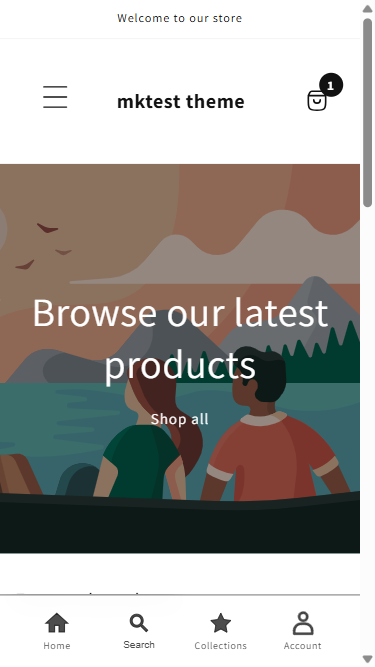 Welcome to our store
mktest theme
1
Browse our latest
products
Shop all
Home
Search
Collections
Account